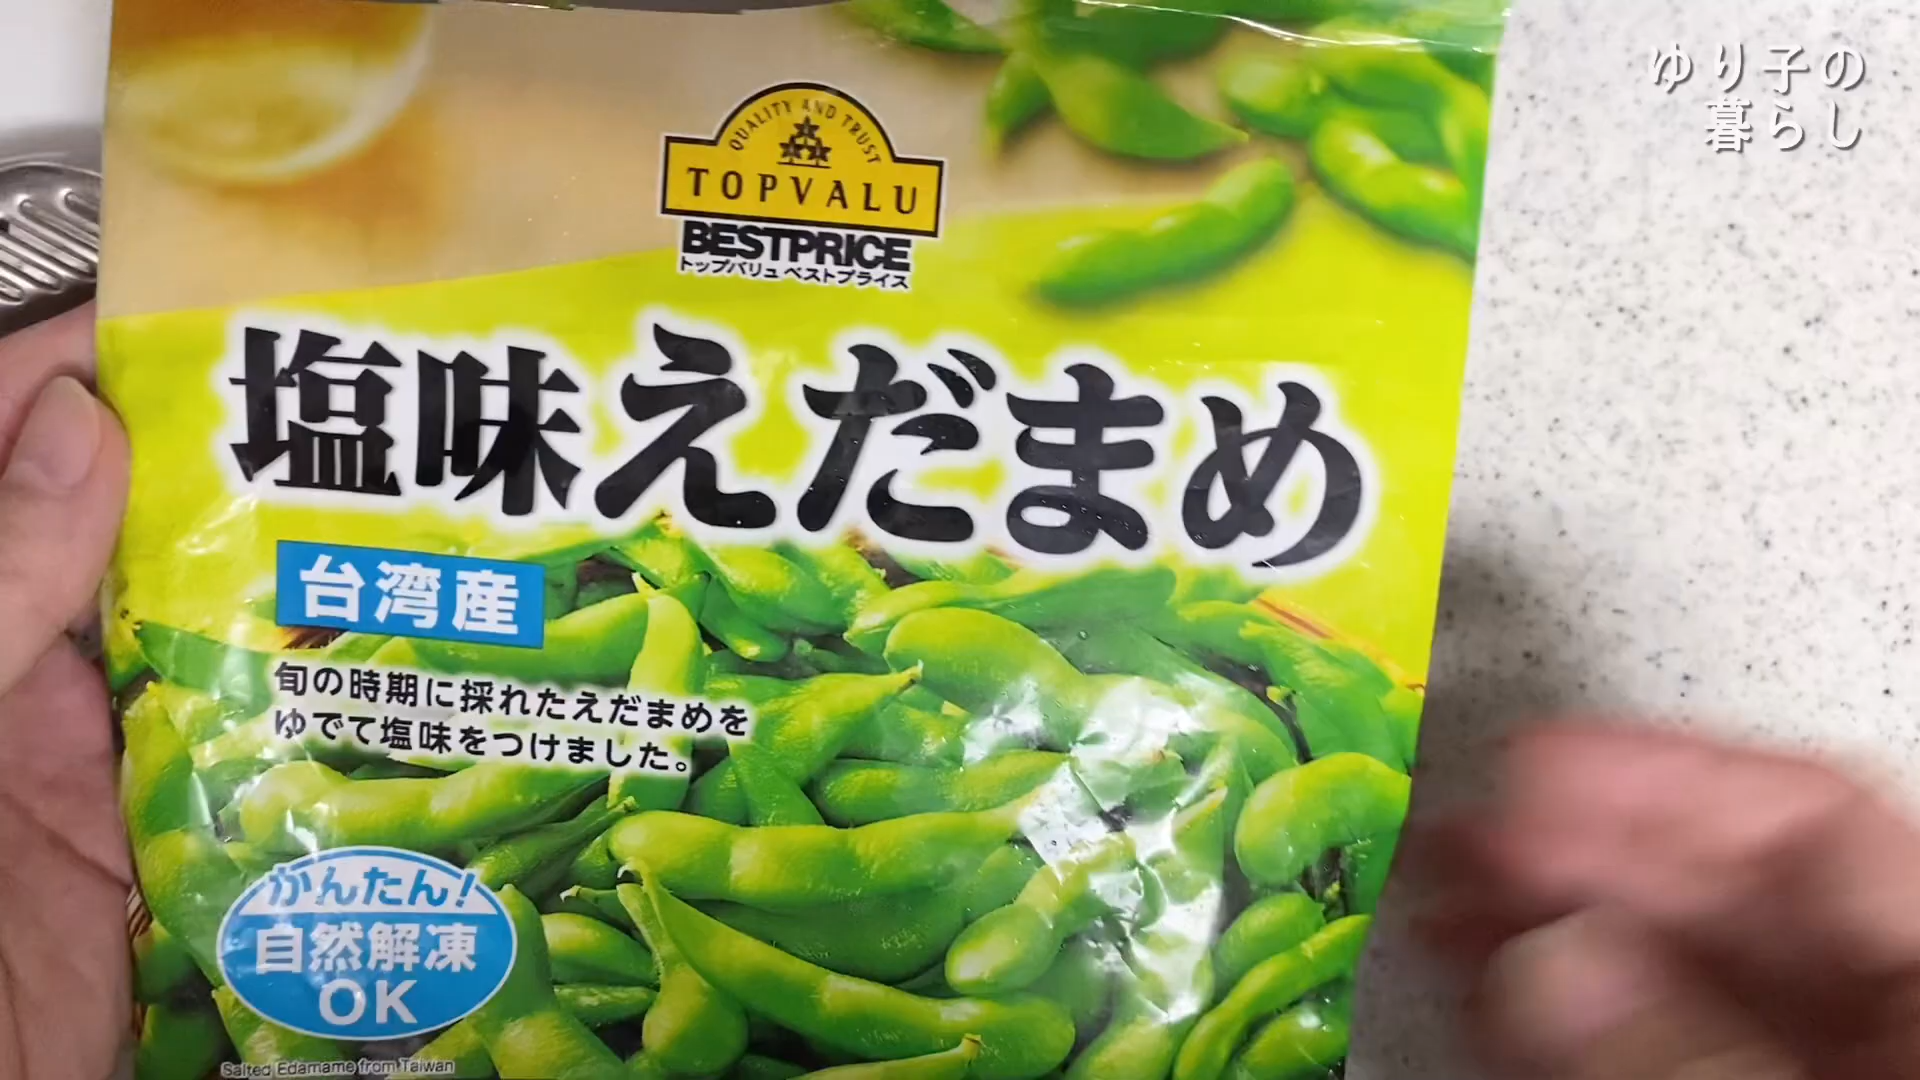 ゆり子の
暮らし
QUALITY AND TRUST
TOPVALU
BESTPRICE
トップバリュ ベストプライス
塩味えだまめ
台湾産
旬の時期に採れたえだまめを
ゆでて塩味をつけました。
かんたん!
自然解凍
OK
Salted Edamame from Taiwan